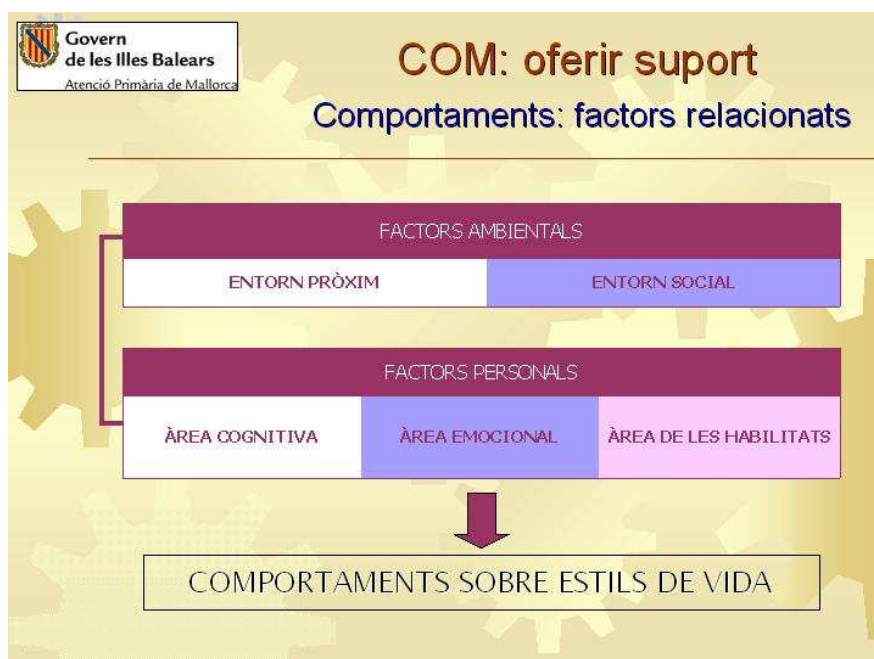 Govern
de les Illes Balears
Atenció Primària de Mallorca
COM: oferir suport
Comportaments: factors relacionats
FACTORS AMBIENTALS
ENTORN PRÒXIM
ENTORN SOCIAL
FACTORS PERSONALS
ÀREA COGNITIVA
ÀREA EMOCIONAL
ÀREA DE LES HABILITATS
COMPORTAMENTS SOBRE ESTILS DE VIDA